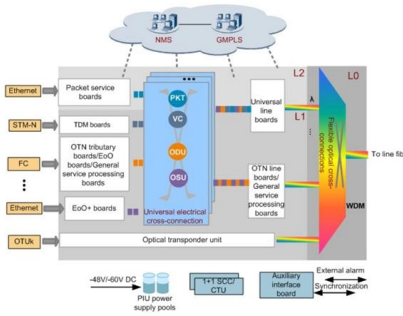 NMS
GMPLS
L2
L0
Ethernet
Packet service
boards
PKT
Universal
line
boards
λ
L1
STM-N
TDM boards
VC
OTN tributary
boards/EoO
boards/General
service processing
boards
FC
ODU
Flexible optical cross-
connections
To line fib
OTN line
boards/
General
service
processing
boards
OSU
Ethernet
EoO+ boards
Universal electrical
cross-connection
WDM
OTUk
Optical transponder unit
-48V/-60V DC
PIU power
supply pools
1+1 SCC/
CTU
Auxiliary
interface
board
External alarm
Synchronization